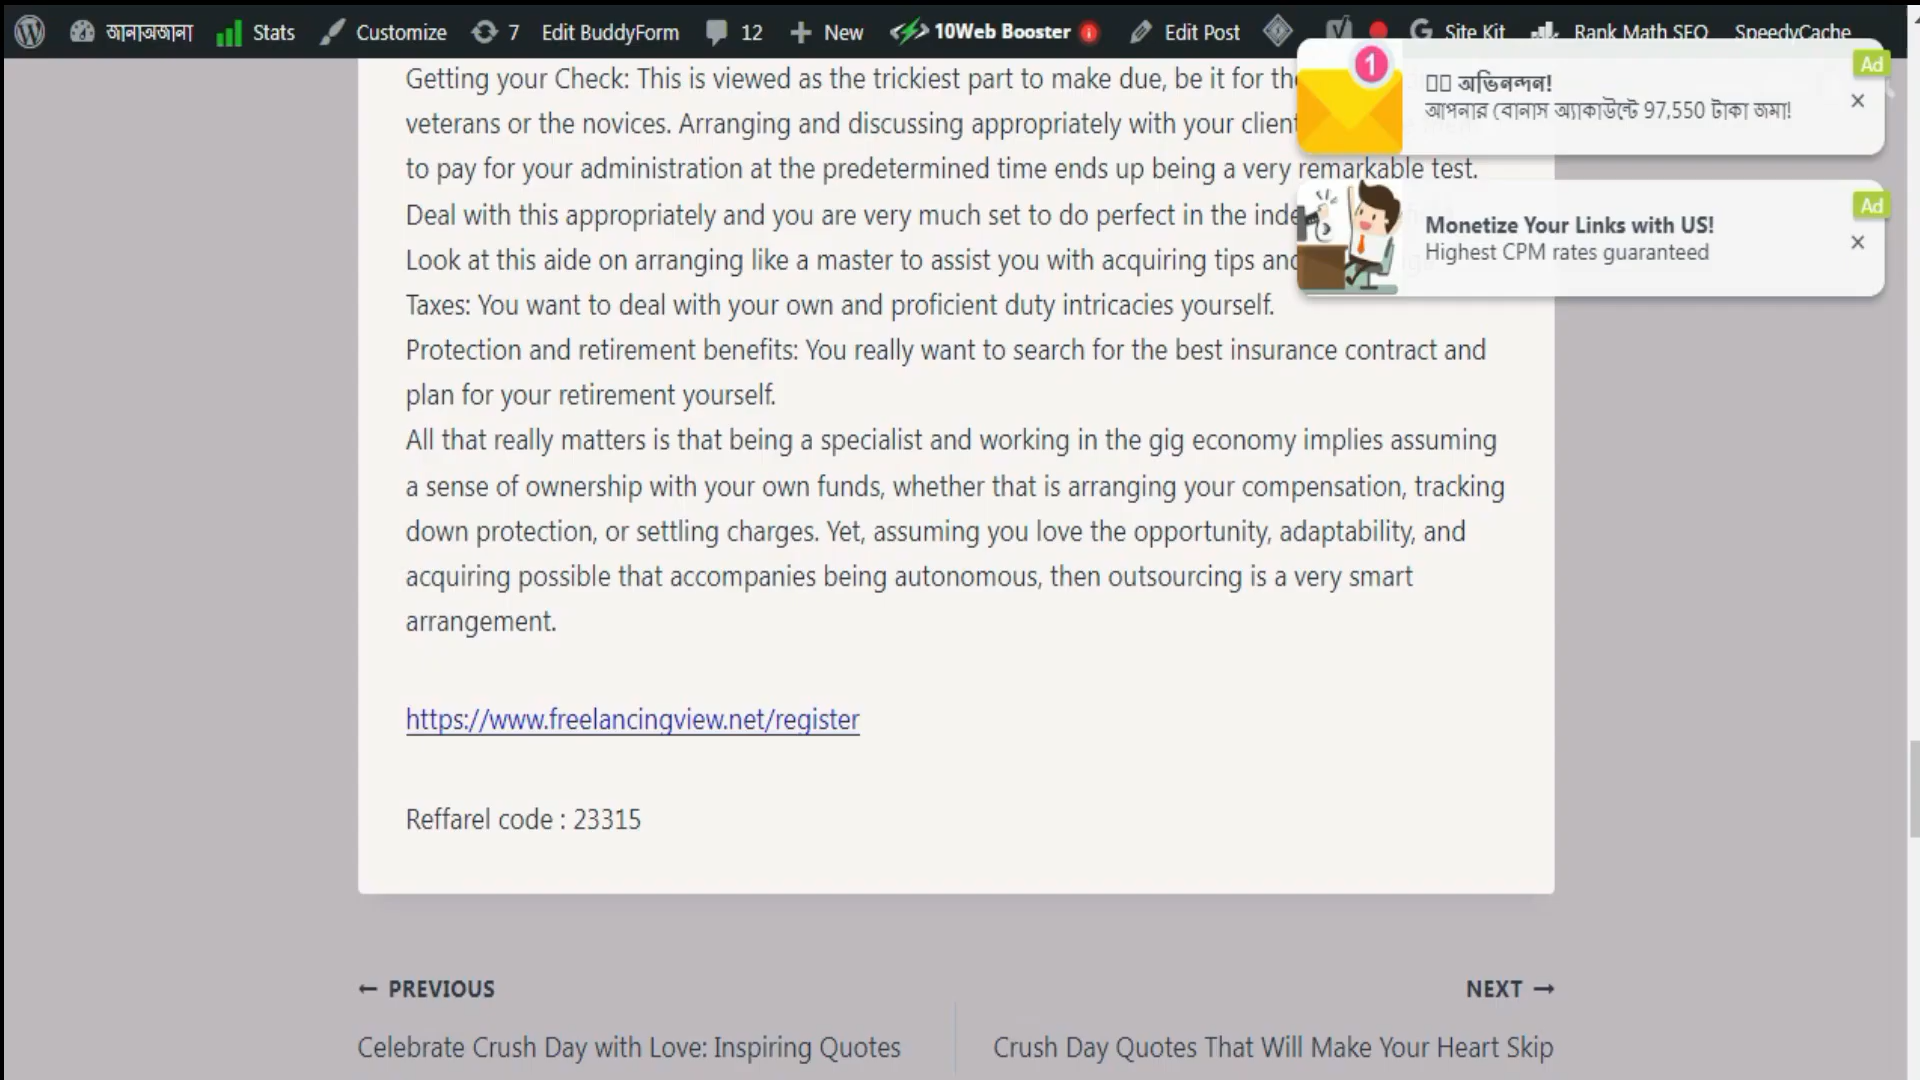 জানাঅজানা Stats Customize 7 Edit BuddyForm 12 New 10Web Booster Edit Post Site Kit Rank Math SEO SpeedyCache
Getting your Check: This is viewed as the trickiest part to make due, be it for the
veterans or the novices. Arranging and discussing appropriately with your client
to pay for your administration at the predetermined time ends up being a very remarkable test.
Deal with this appropriately and you are very much set to do perfect in the
Look at this aide on arranging like a master to assist you with acquiring tips and
Taxes: You want to deal with your own and proficient duty intricacies yourself.
Protection and retirement benefits: You really want to search for the best insurance contract and
plan for your retirement yourself.
All that really matters is that being a specialist and working in the gig economy implies assuming
a sense of ownership with your own funds, whether that is arranging your compensation, tracking
down protection, or settling charges. Yet, assuming you love the opportunity, adaptability, and
acquiring possible that accompanies being autonomous, then outsourcing is a very smart
arrangement.
https://www.freelancingview.net/register
Reffarel code : 23315
← PREVIOUS
Celebrate Crush Day with Love: Inspiring Quotes
NEXT →
Crush Day Quotes That Will Make Your Heart Skip
1
অভিনন্দন!
আপনার বোনাস অ্যাকাউন্টে 97,550 টাকা জমা!
Ad
Monetize Your Links with US!
Highest CPM rates guaranteed
Ad